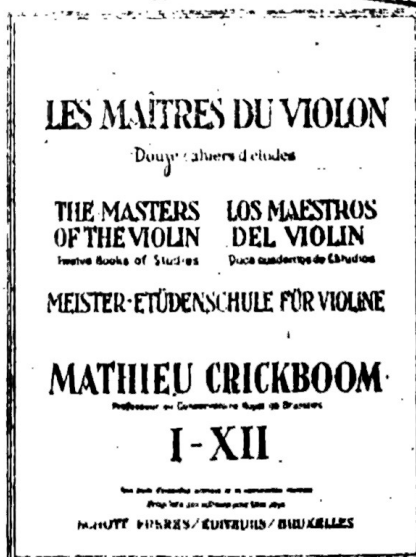 LES MAÎTRES DU VIOLON
Douze cahiers d'études
THE MASTERS LOS MAESTROS
OF THE VIOLIN DEL VIOLIN
Twelve Books of Studies Doce cuadernos de Estudios
MEISTER-ETÜDENSCHULE FÜR VIOLINE
MATHIEU CRICKBOOM
Professeur au Conservatoire Royal de Bruxelles
I-XII
SCHOTT FRÈRES/ÉDITEURS/BRUXELLES